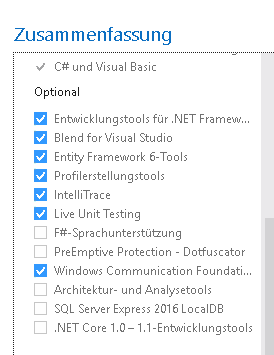 Zusammenfassung
C# und Visual Basic
Optional
Entwicklungstools für .NET Framew...
Blend for Visual Studio
Entity Framework 6-Tools
Profilerstellungstools
IntelliTrace
Live Unit Testing
F#-Sprachunterstützung
PreEmptive Protection - Dotfuscator
Windows Communication Foundati...
Architektur- und Analysetools
SQL Server Express 2016 LocalDB
.NET Core 1.0 – 1.1-Entwicklungstools